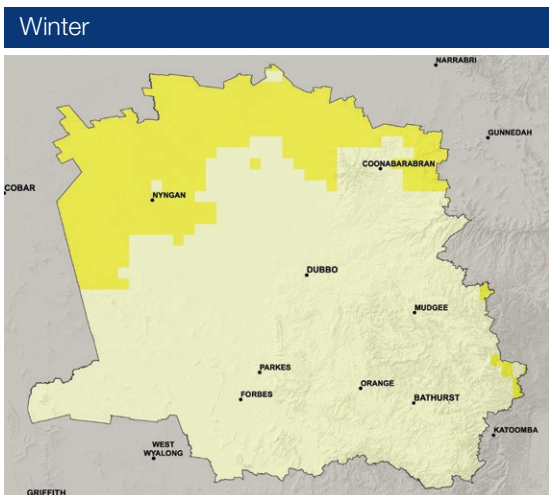 Winter
NARRABRI
GUNNEDAH
COONABARABRAN
COBAR
NYNGAN
DUBBO
MUDGEE
PARKES
ORANGE
FORBES
BATHURST
KATOOMBA
WEST
WYALONG
GRIFFITH